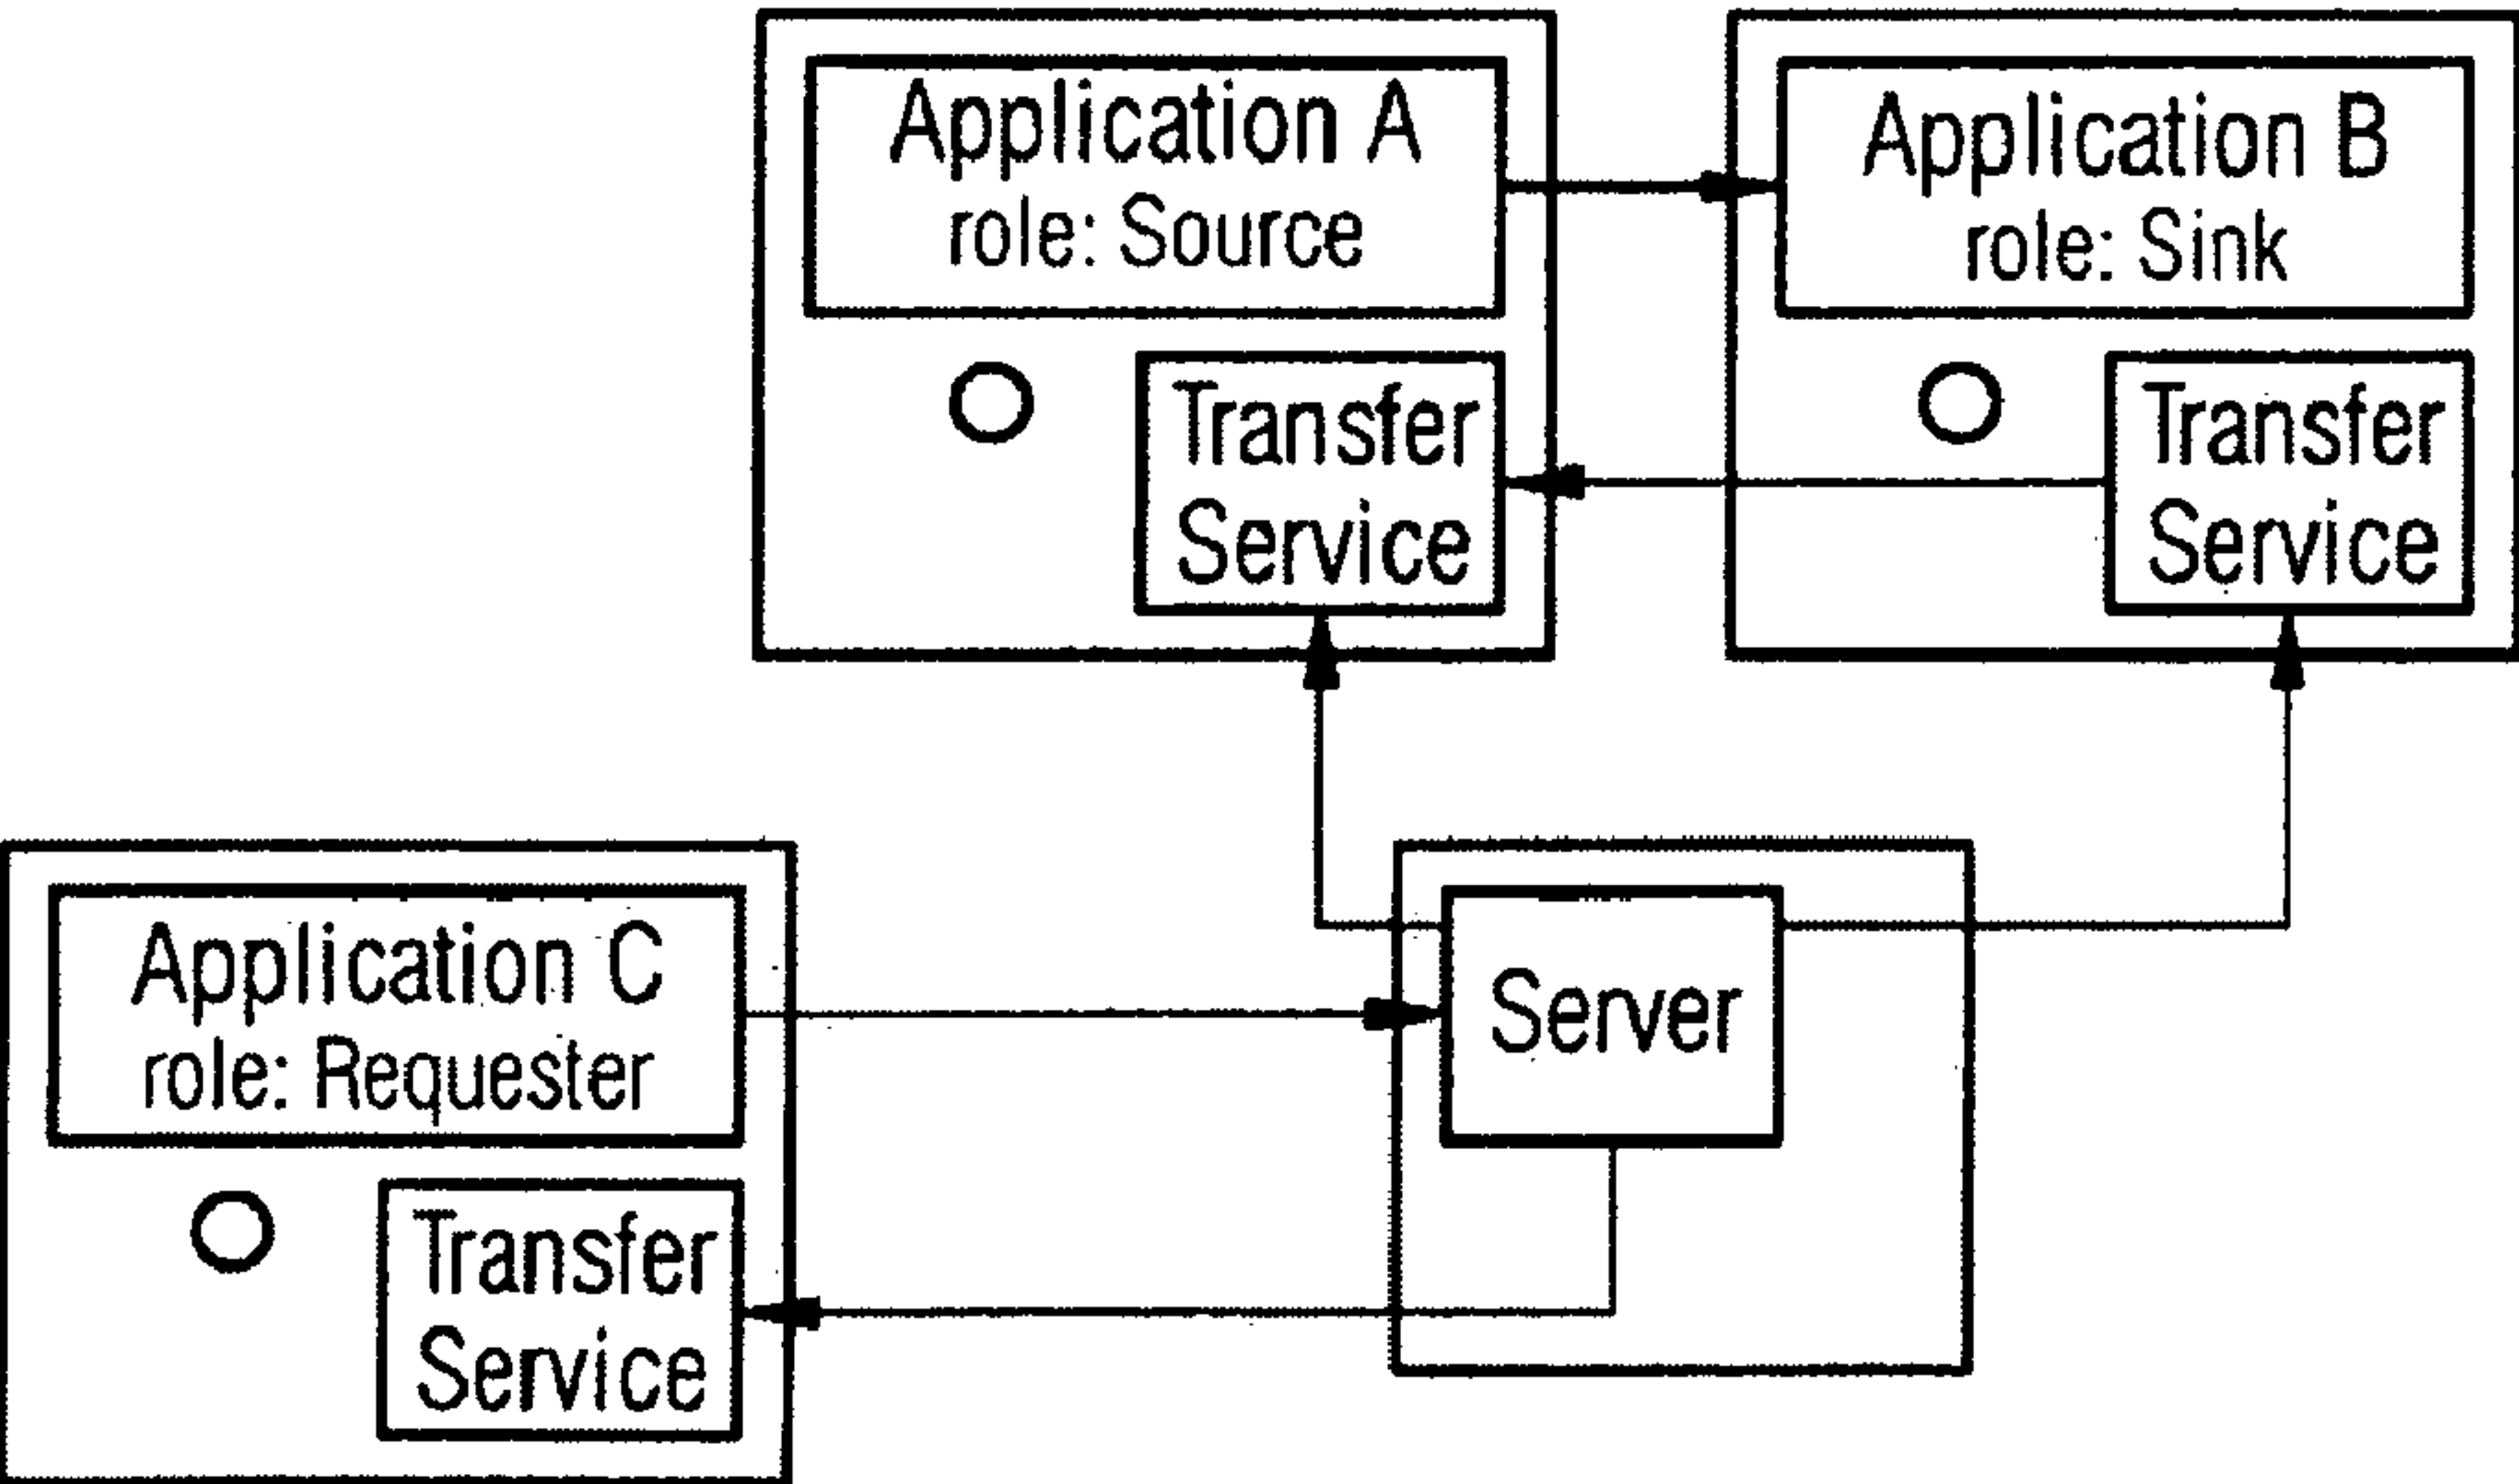 Application A
role: Source
Transfer
Service
Application B
role: Sink
Transfer
Service
Application C
role: Requester
Transfer
Service
Server